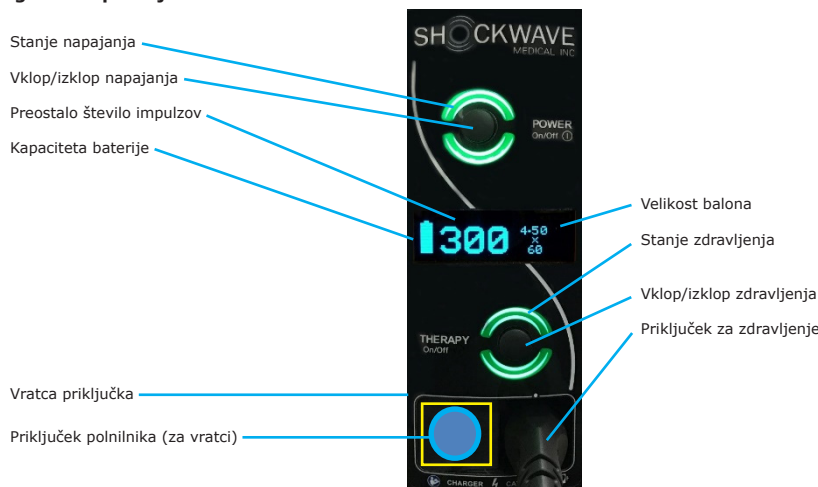 SHOCKWAVE
MEDICAL INC
Stanje napajanja
Vklop/izklop napajanja
Preostalo število impulzov
Kapaciteta baterije
POWER
On/Off
300
4.50
x
60
Velikost balona
Stanje zdravljenja
Vklop/izklop zdravljenja
Priključek za zdravljenje
THERAPY
On/Off
Vratca priključka
Priključek polnilnika (za vratci)
CHARGER